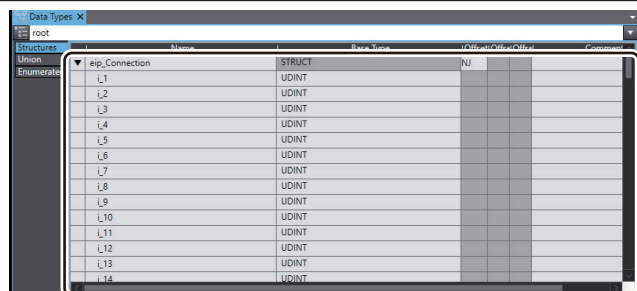 Data Types ×
root
Structures Name Base Type Offset Offse Offse Comment
Union
Enumerate
▼ eip_Connection STRUCT NJ
i_1 UDINT
i_2 UDINT
i_3 UDINT
i_4 UDINT
i_5 UDINT
i_6 UDINT
i_7 UDINT
i_8 UDINT
i_9 UDINT
i_10 UDINT
i_11 UDINT
i_12 UDINT
i_13 UDINT
i_14 UDINT